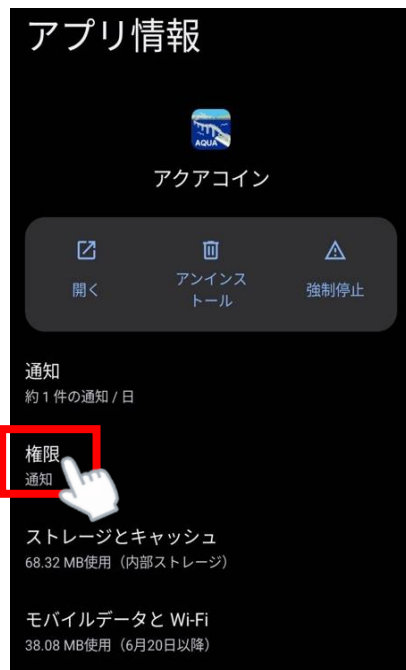 アプリ情報
AQUA
アクアコイン
開く
アンインス
トール
強制停止
通知
約 1 件の通知 / 日
権限
通知
ストレージとキャッシュ
68.32 MB使用（内部ストレージ）
モバイルデータと Wi-Fi
38.08 MB使用（6月20日以降）